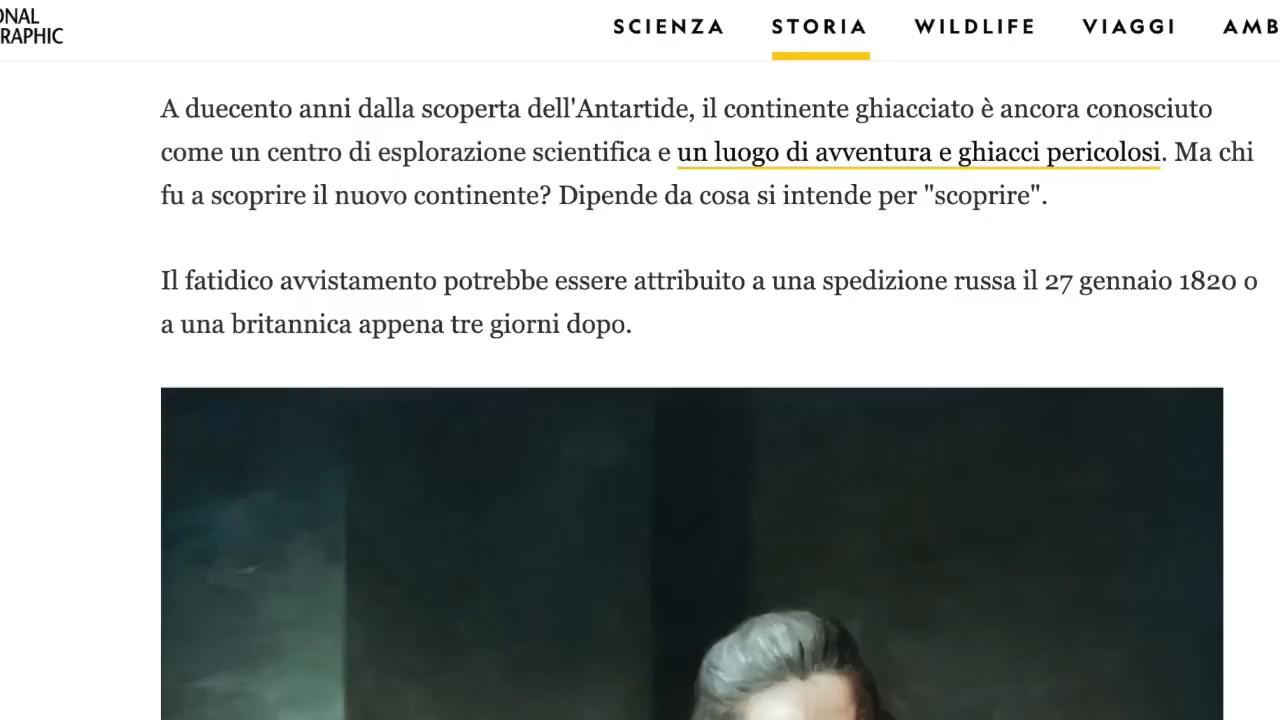 ONAL
RAPHIC
SCIENZA STORIA WILDLIFE VIAGGI AMB
A duecento anni dalla scoperta dell'Antartide, il continente ghiacciato è ancora conosciuto
come un centro di esplorazione scientifica e un luogo di avventura e ghiacci pericolosi. Ma chi
fu a scoprire il nuovo continente? Dipende da cosa si intende per "scoprire".
Il fatidico avvistamento potrebbe essere attribuito a una spedizione russa il 27 gennaio 1820 o
a una britannica appena tre giorni dopo.